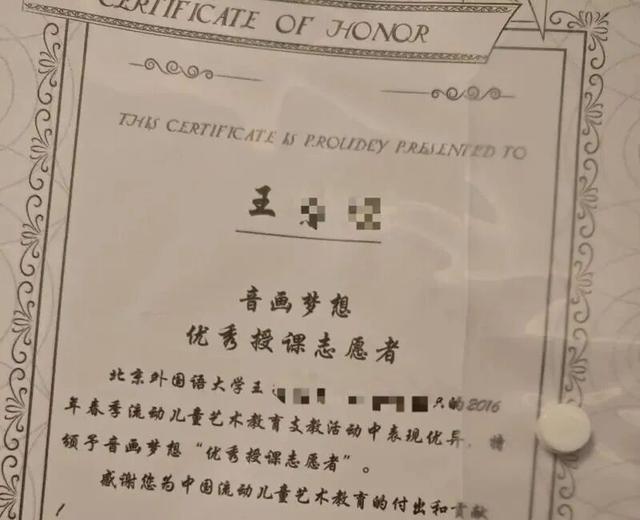 CERTIFICATE OF HONOR
THIS CERTIFICATE IS PROUDEY PRESENTED TO
王
音画梦想
优秀授课志愿者
北京外国语大学王 的2016
年春季流动儿童艺术教育支教活动中表现优异，特
颁予音画梦想“优秀授课志愿者”。
感谢您为中国流动儿童艺术教育的付出和贡献